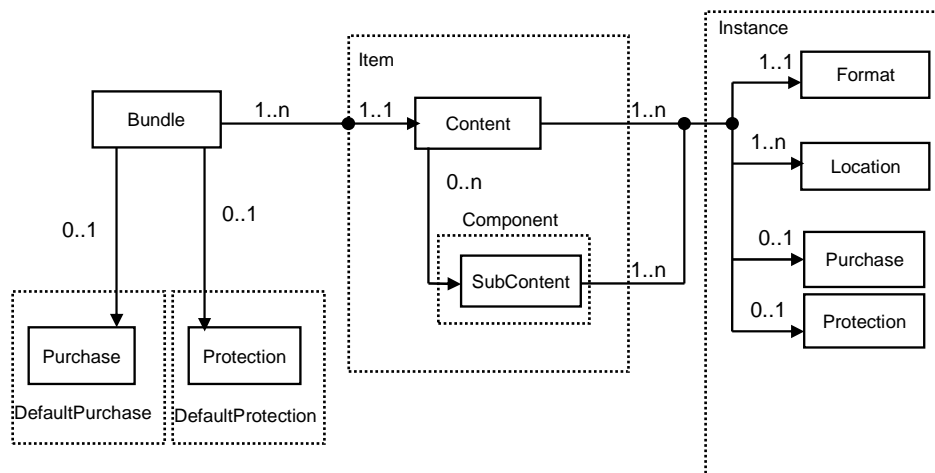 Instance
Item
1..1
Format
Bundle
1..n
1..1
Content
1..n
1..n
Location
0..n
0..1
0..1
Component
0..1
Purchase
SubContent
1..n
0..1
Protection
Purchase
Protection
DefaultPurchase
DefaultProtection